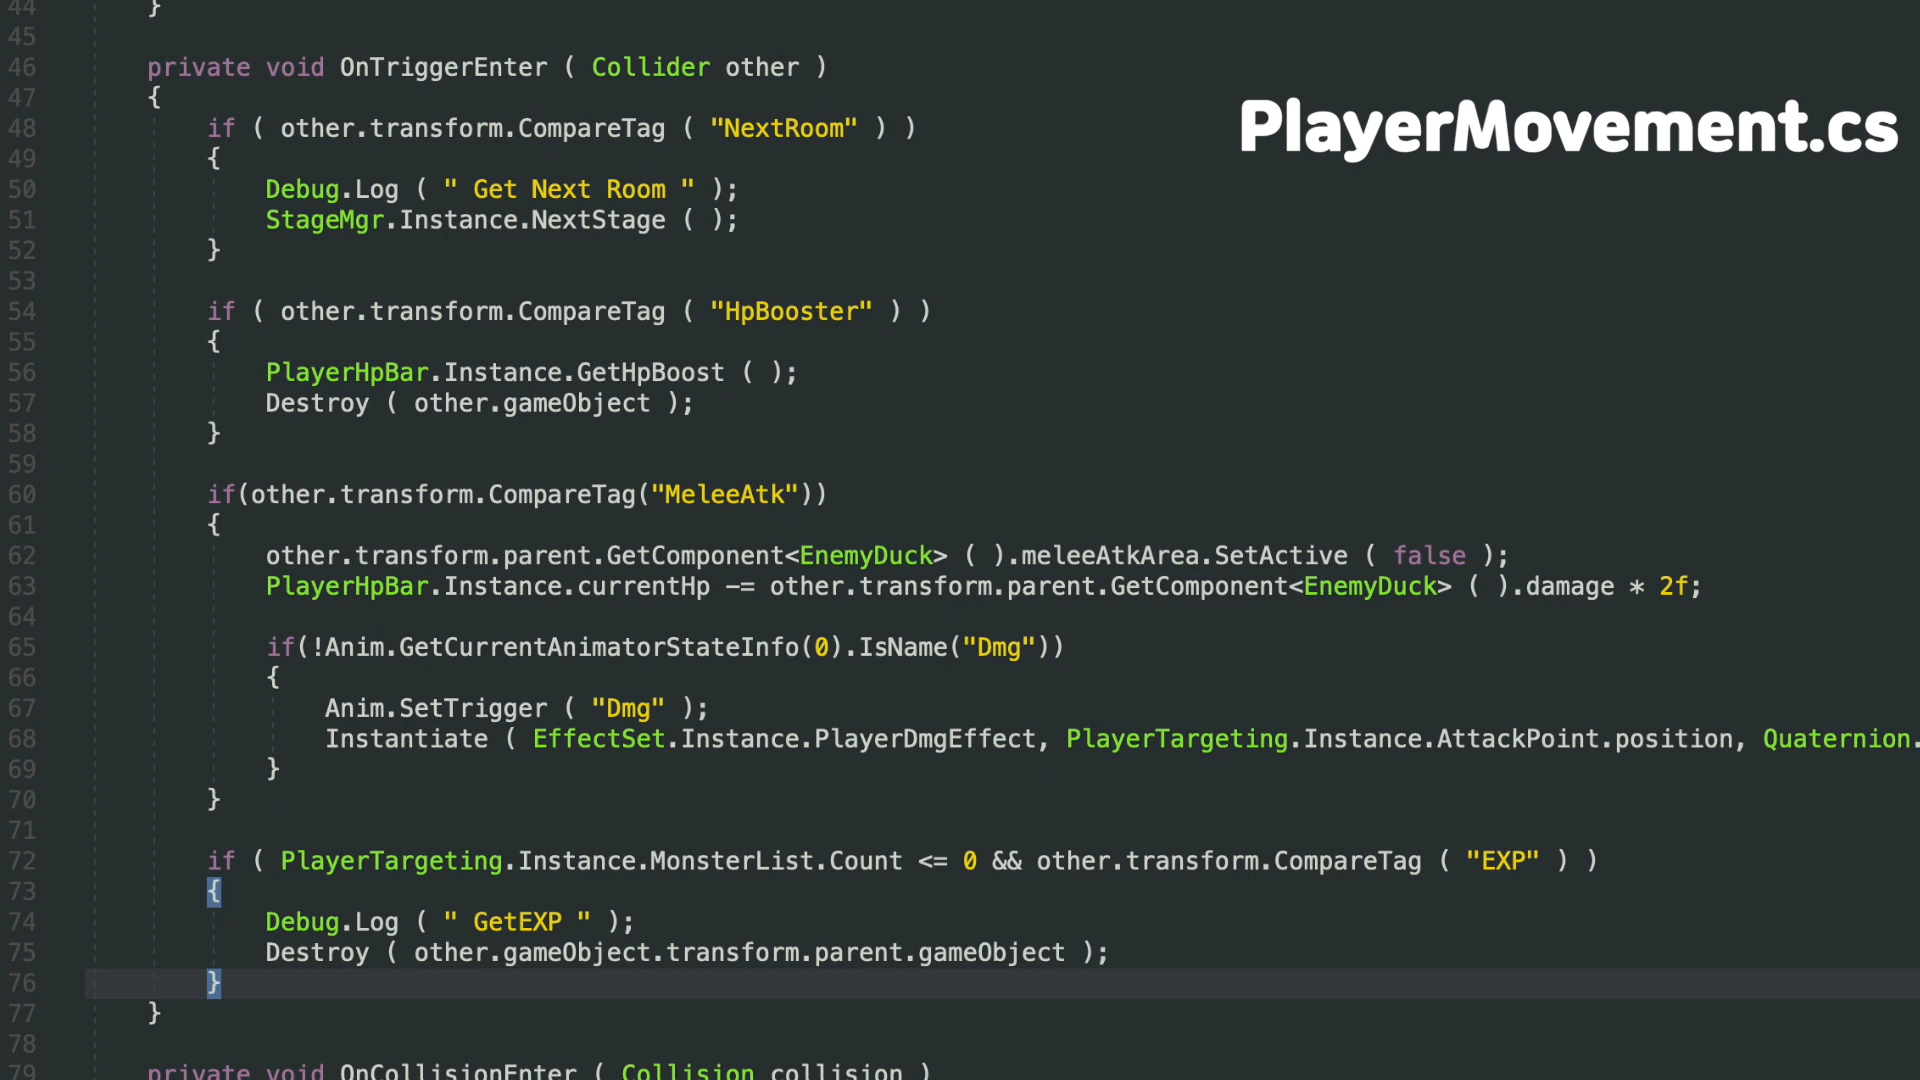 44 }
45
46 private void OnTriggerEnter ( Collider other )
47 {
PlayerMovement.cs
48 if ( other.transform.CompareTag ( "NextRoom" ) )
49 {
50 Debug.Log ( " Get Next Room " );
51 StageMgr.Instance.NextStage ( );
52 }
53
54 if ( other.transform.CompareTag ( "HpBooster" ) )
55 {
56 PlayerHpBar.Instance.GetHpBoost ( );
57 Destroy ( other.gameObject );
58 }
59
60 if(other.transform.CompareTag("MeleeAtk"))
61 {
62 other.transform.parent.GetComponent<EnemyDuck> ( ).meleeAtkArea.SetActive ( false );
63 PlayerHpBar.Instance.currentHp -= other.transform.parent.GetComponent<EnemyDuck> ( ).damage * 2f;
64
65 if(!Anim.GetCurrentAnimatorStateInfo(0).IsName("Dmg"))
66 {
67 Anim.SetTrigger ( "Dmg" );
68 Instantiate ( EffectSet.Instance.PlayerDmgEffect, PlayerTargeting.Instance.AttackPoint.position, Quaternion.
69 }
70 }
71
72 if ( PlayerTargeting.Instance.MonsterList.Count <= 0 && other.transform.CompareTag ( "EXP" ) )
73 {
74 Debug.Log ( " GetEXP " );
75 Destroy ( other.gameObject.transform.parent.gameObject );
76 }
77 }
78
79 private void OnCollisionEnter ( Collision collision )